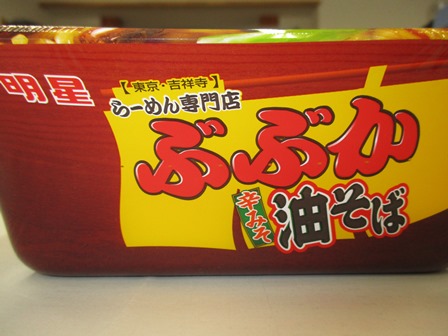 明星
【東京・吉祥寺】
らーめん専門店
ぶぶか
辛みそ
油そば